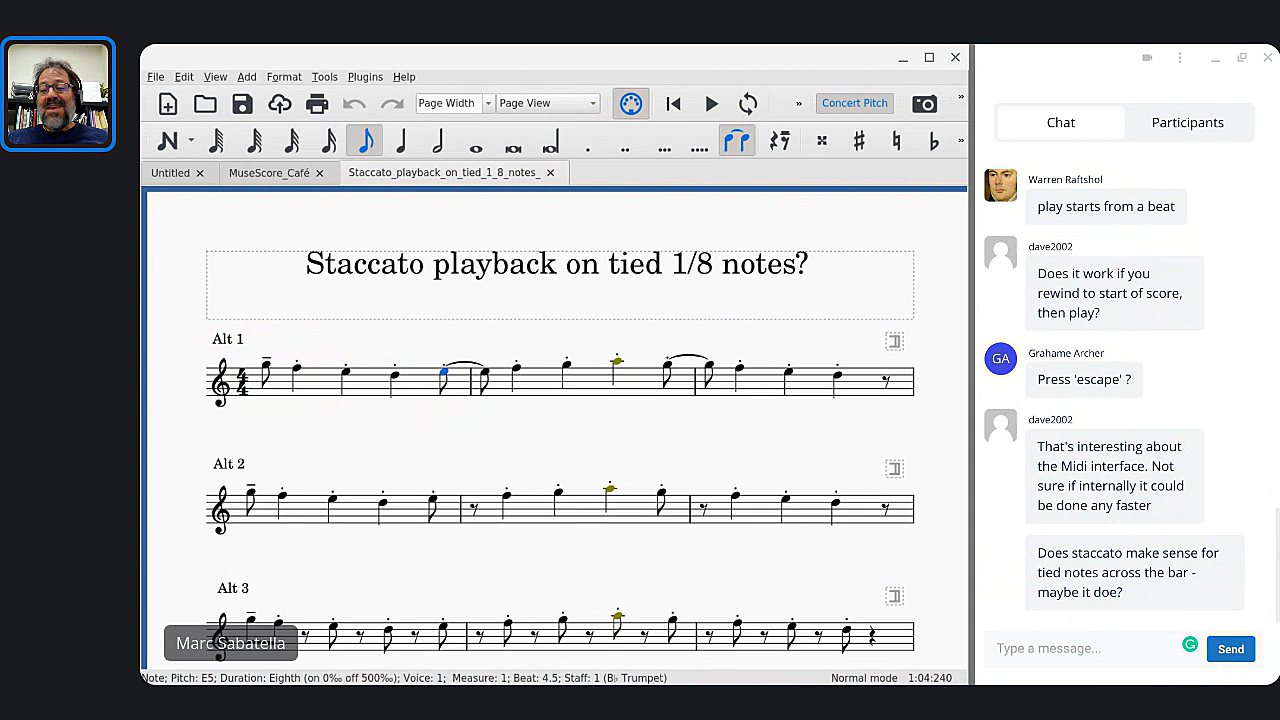 File Edit View Add Format Tools Plugins Help
Page Width Page View Concert Pitch
Untitled MuseScore_Café Staccato_playback_on_tied_1_8_notes_
Staccato playback on tied 1/8 notes?
Alt 1
Alt 2
Alt 3
Marc Sabatella
Note; Pitch: E5; Duration: Eighth (on 0‰ off 500‰); Voice: 1; Measure: 1; Beat: 4.5; Staff: 1 (B♭ Trumpet) Normal mode 1:04:240
Chat Participants
Warren Raftshol
play starts from a beat
dave2002
Does it work if you
rewind to start of score,
then play?
GA
Grahame Archer
Press 'escape' ?
dave2002
That's interesting about
the Midi interface. Not
sure if internally it could
be done any faster
Does staccato make sense for
tied notes across the bar -
maybe it doe?
Type a message... Send